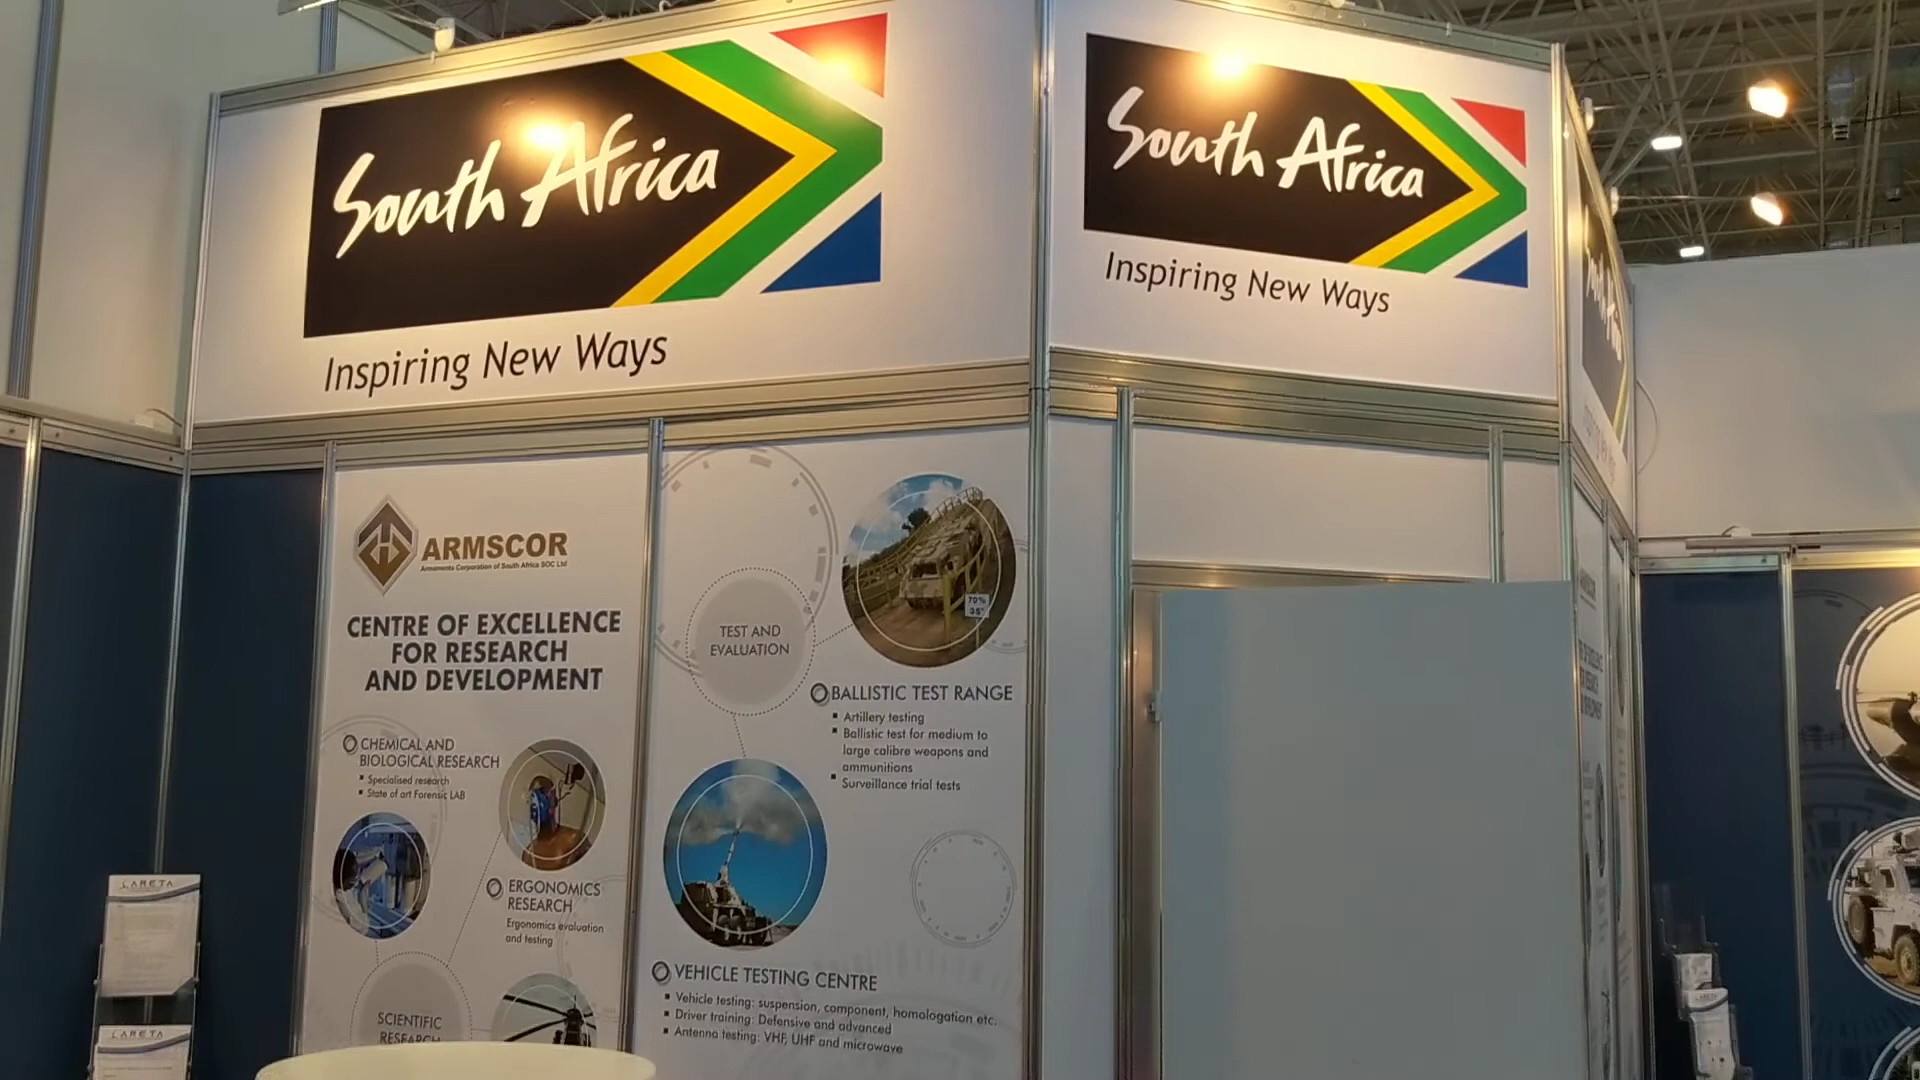 South Africa
Inspiring New Ways
South Africa
Inspiring New Ways
ARMSCOR
Armaments Corporation of South Africa SOC Ltd
CENTRE OF EXCELLENCE
FOR RESEARCH
AND DEVELOPMENT
CHEMICAL AND
BIOLOGICAL RESEARCH
Specialised research
State of art Forensic LAB
ERGONOMICS
RESEARCH
Ergonomics evaluation
and testing
SCIENTIFIC
RESEARCH
TEST AND
EVALUATION
70%
35°
BALLISTIC TEST RANGE
Artillery testing
Ballistic test for medium to
large calibre weapons and
ammunitions
Surveillance trial tests
VEHICLE TESTING CENTRE
Vehicle testing: suspension, component, homologation etc.
Driver training: Defensive and advanced
Antenna testing: VHF, UHF and microwave
LARETA
LARETA